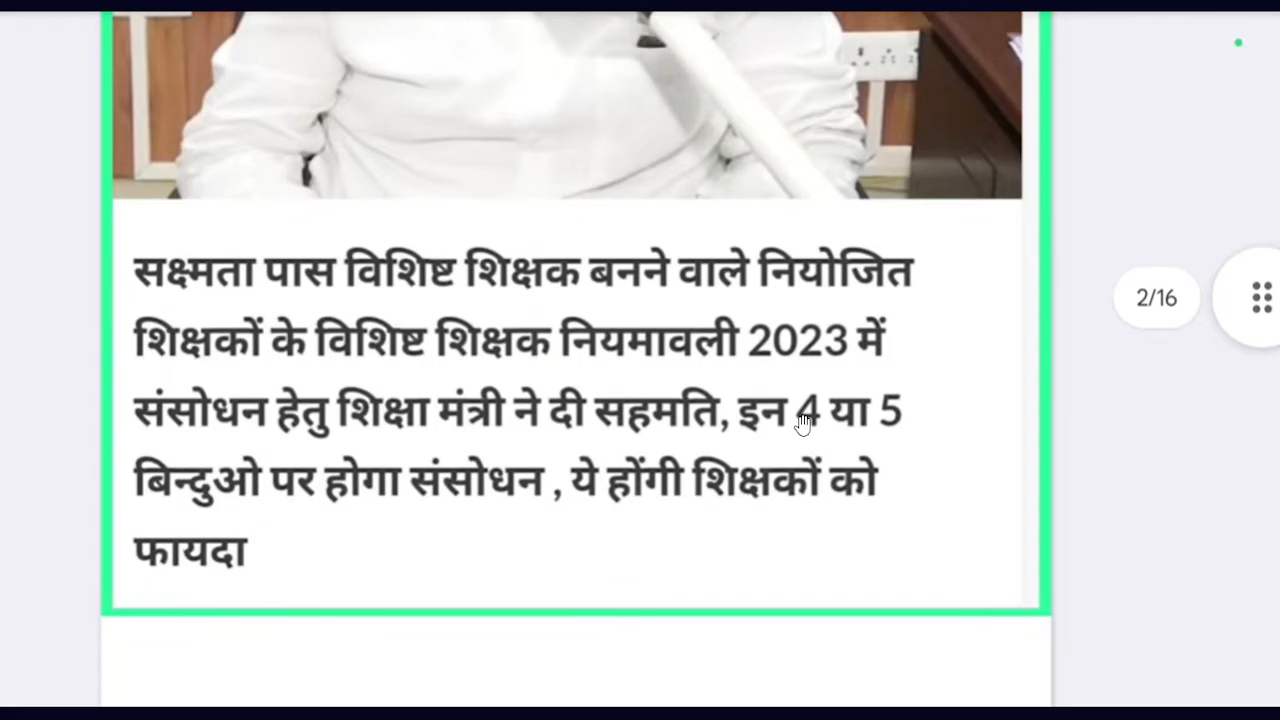 सक्ष्मता पास विशिष्ट शिक्षक बनने वाले नियोजित
शिक्षकों के विशिष्ट शिक्षक नियमावली 2023 में
संसोधन हेतु शिक्षा मंत्री ने दी सहमति, इन 4 या 5
बिन्दुओ पर होगा संसोधन , ये होंगी शिक्षकों को
फायदा
2/16